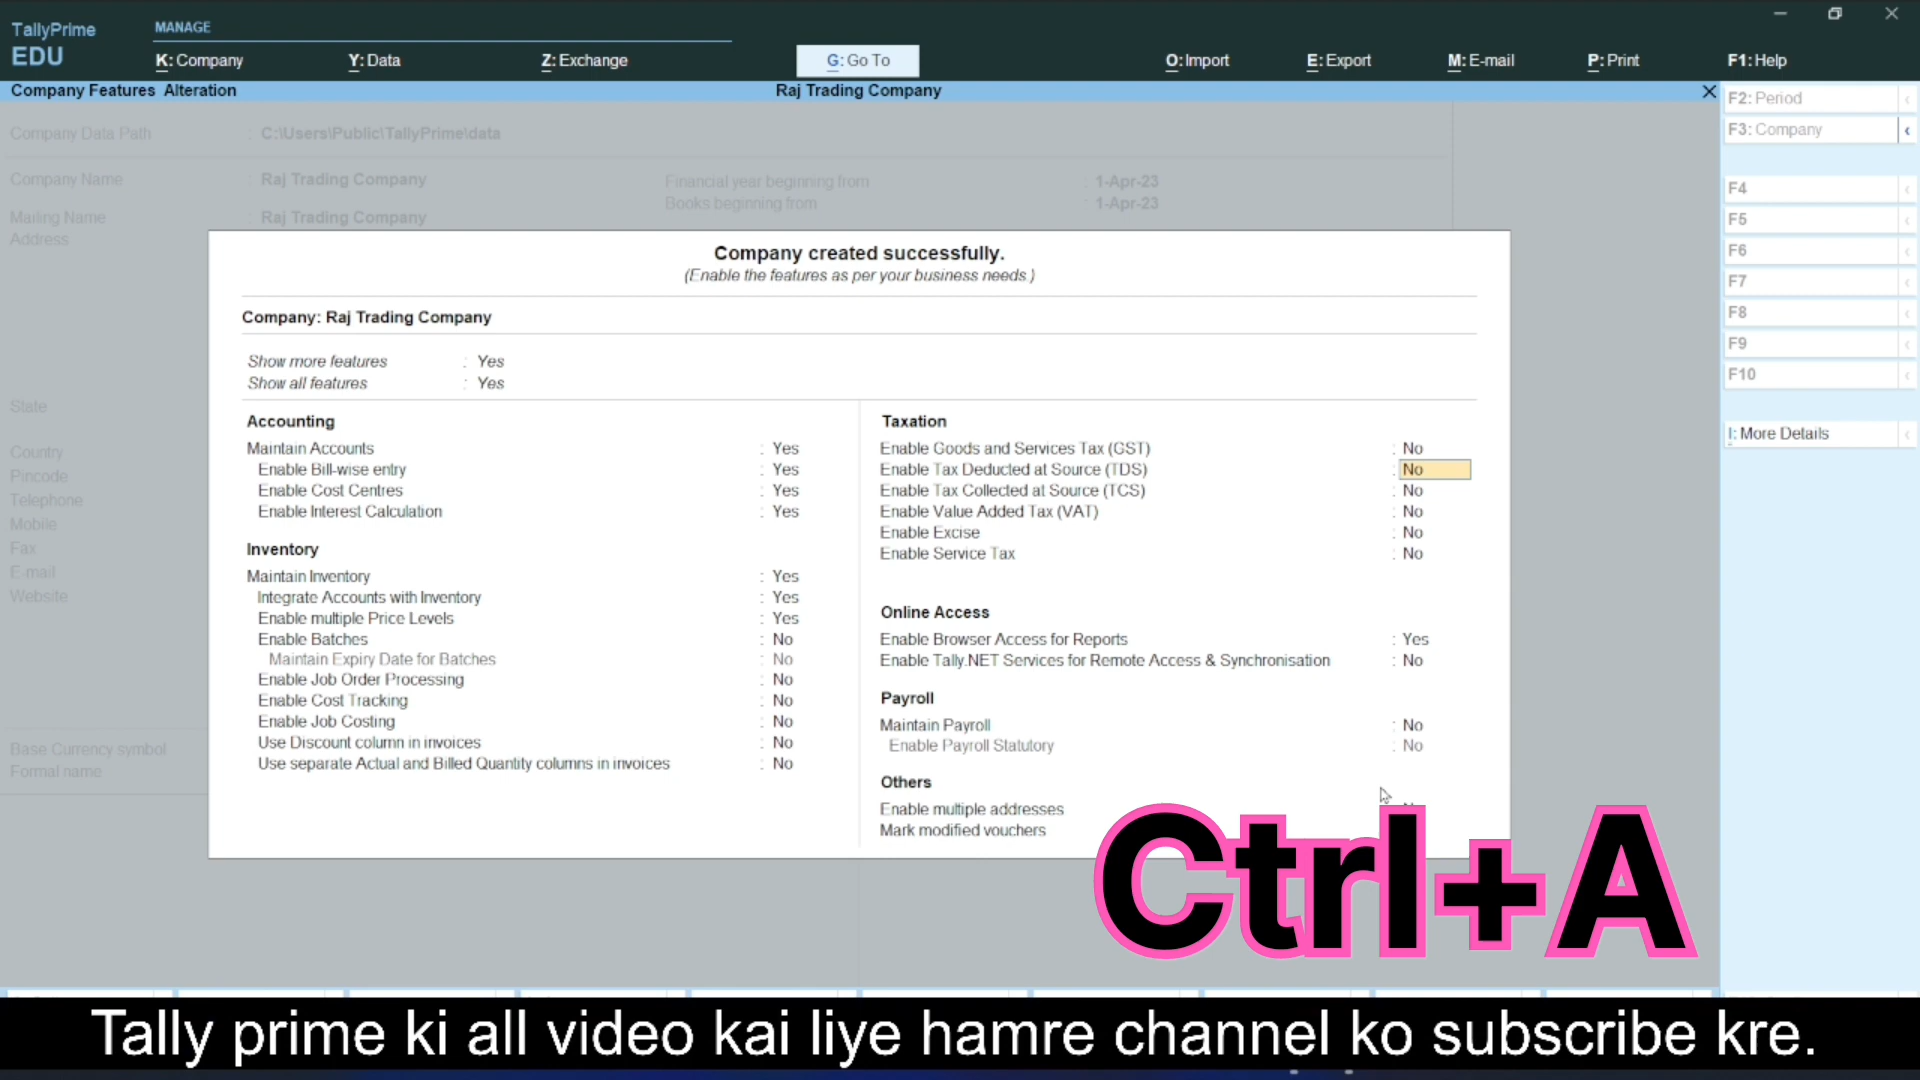 TallyPrime
EDU
MANAGE
K: Company
Y: Data
Z: Exchange
G: Go To
O: Import
E: Export
M: E-mail
P: Print
F1: Help
Company Features Alteration
Raj Trading Company
F2: Period
F3: Company
F4
F5
F6
F7
F8
F9
F10
I: More Details
Company Data Path : C:\Users\Public\TallyPrime\data
Company Name : Raj Trading Company
Mailing Name : Raj Trading Company
Address
Financial year beginning from : 1-Apr-23
Books beginning from : 1-Apr-23
State
Country
Pincode
Telephone
Mobile
Fax
E-mail
Website
Base Currency symbol
Formal name
Company created successfully.
(Enable the features as per your business needs.)
Company: Raj Trading Company
Show more features : Yes
Show all features : Yes
Accounting
Maintain Accounts : Yes
Enable Bill-wise entry : Yes
Enable Cost Centres : Yes
Enable Interest Calculation : Yes
Inventory
Maintain Inventory : Yes
Integrate Accounts with Inventory : Yes
Enable multiple Price Levels : Yes
Enable Batches : No
Maintain Expiry Date for Batches : No
Enable Job Order Processing : No
Enable Cost Tracking : No
Enable Job Costing : No
Use Discount column in invoices : No
Use separate Actual and Billed Quantity columns in invoices : No
Taxation
Enable Goods and Services Tax (GST) : No
Enable Tax Deducted at Source (TDS) : No
Enable Tax Collected at Source (TCS) : No
Enable Value Added Tax (VAT) : No
Enable Excise : No
Enable Service Tax : No
Online Access
Enable Browser Access for Reports : Yes
Enable Tally.NET Services for Remote Access & Synchronisation : No
Payroll
Maintain Payroll : No
Enable Payroll Statutory : No
Others
Enable multiple addresses
Mark modified vouchers
Ctrl+A
Tally prime ki all video kai liye hamre channel ko subscribe kre.